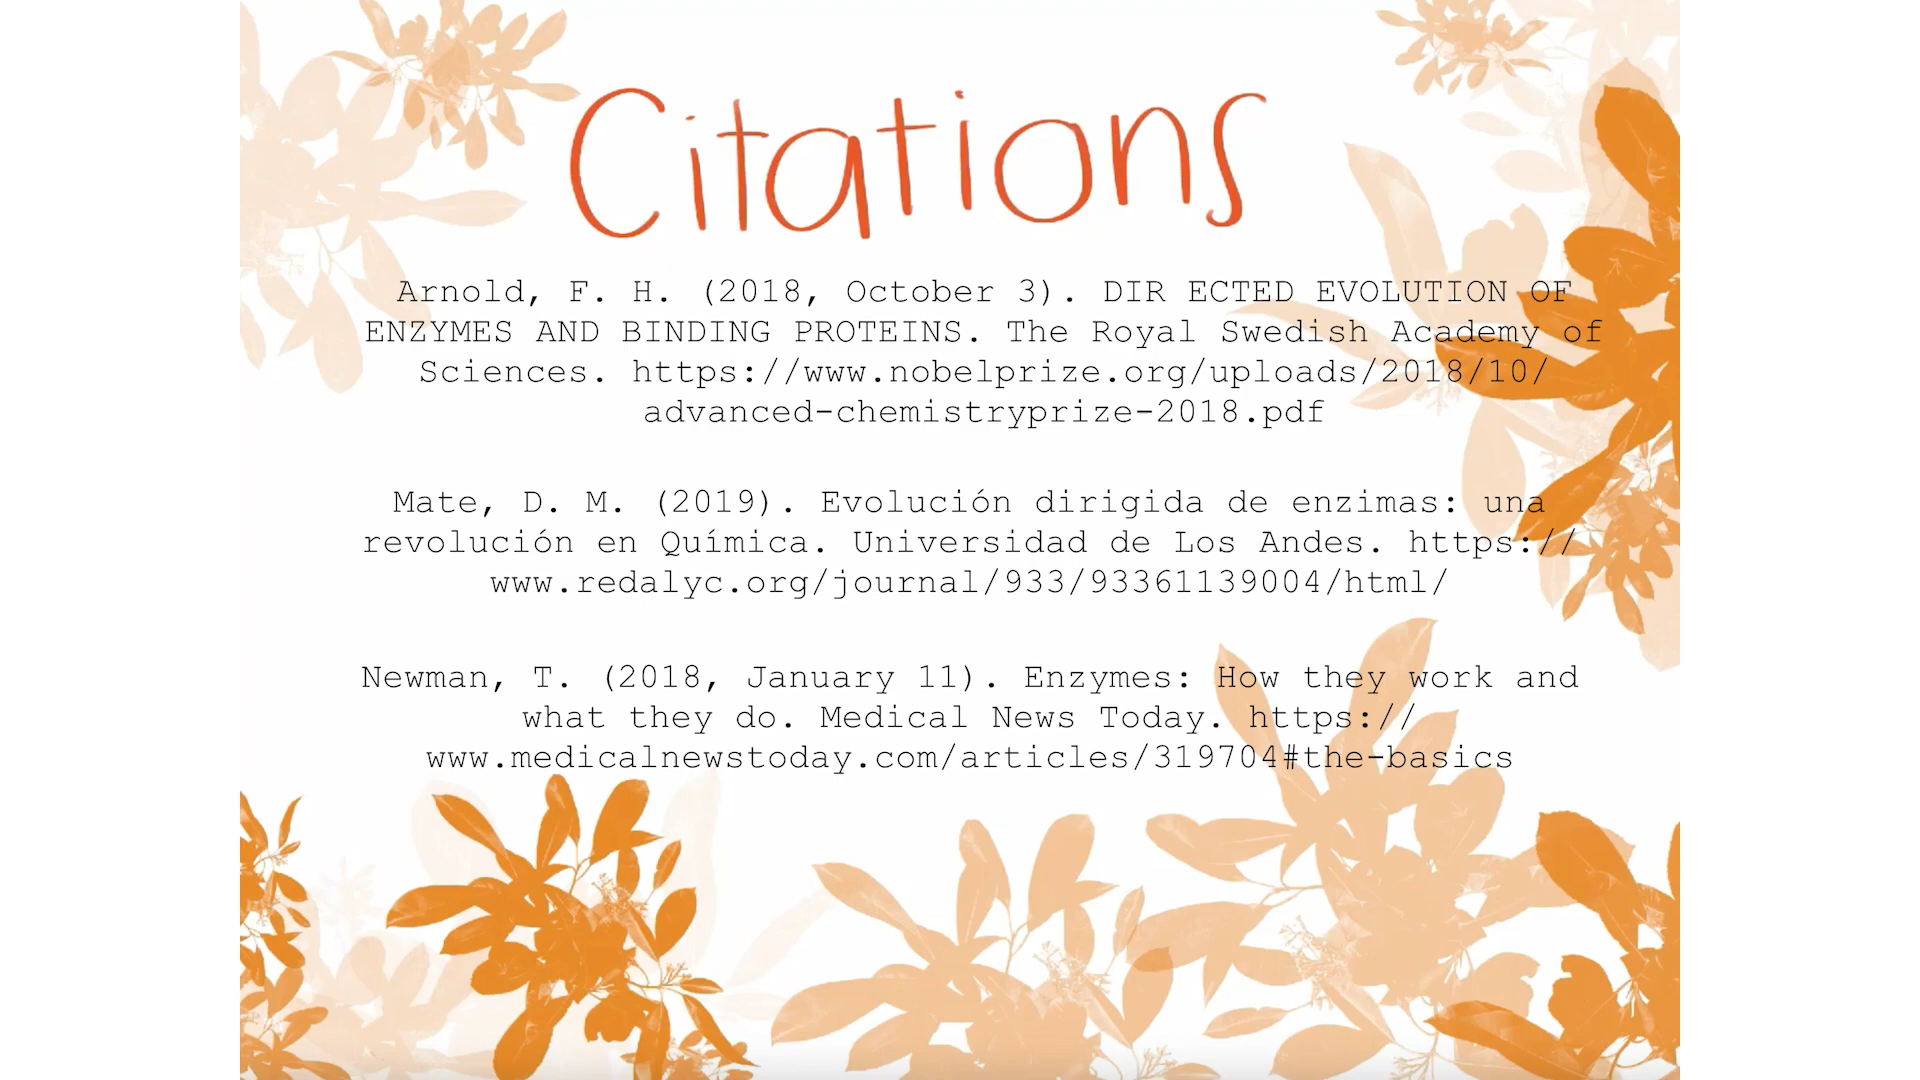 Citations
Arnold, F. H. (2018, October 3). DIR ECTED EVOLUTION OF
ENZYMES AND BINDING PROTEINS. The Royal Swedish Academy of
Sciences. https://www.nobelprize.org/uploads/2018/10/
advanced-chemistryprize-2018.pdf
Mate, D. M. (2019). Evolución dirigida de enzimas: una
revolución en Química. Universidad de Los Andes. https://
www.redalyc.org/journal/933/93361139004/html/
Newman, T. (2018, January 11). Enzymes: How they work and
what they do. Medical News Today. https://
www.medicalnewstoday.com/articles/319704#the-basics